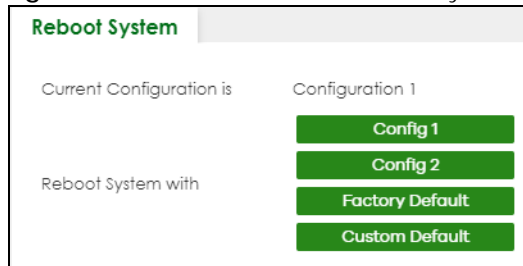 Reboot System
Current Configuration is Configuration 1
Config 1
Config 2
Reboot System with
Factory Default
Custom Default